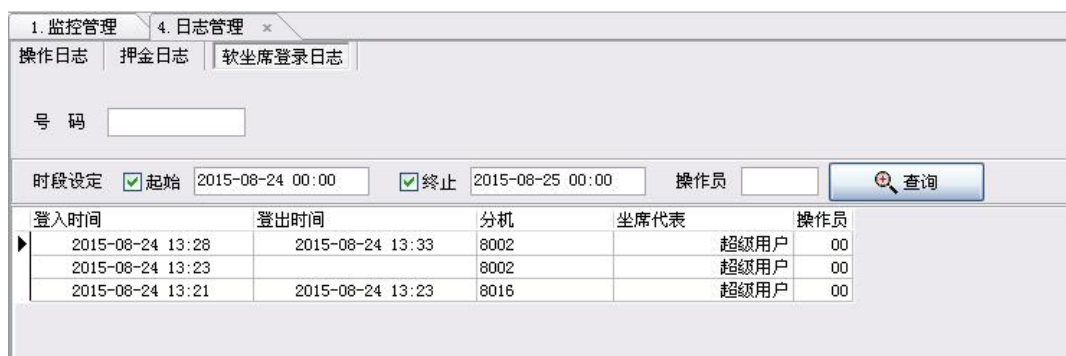 1. 监控管理 4. 日志管理 ×
操作日志 押金日志 软坐席登录日志
号 码
时段设定 起始 2015-08-24 00:00 终止 2015-08-25 00:00 操作员 查询
登入时间 登出时间 分机 坐席代表 操作员
2015-08-24 13:28 2015-08-24 13:33 8002 超级用户 00
2015-08-24 13:23 8002 超级用户 00
2015-08-24 13:21 2015-08-24 13:23 8016 超级用户 00